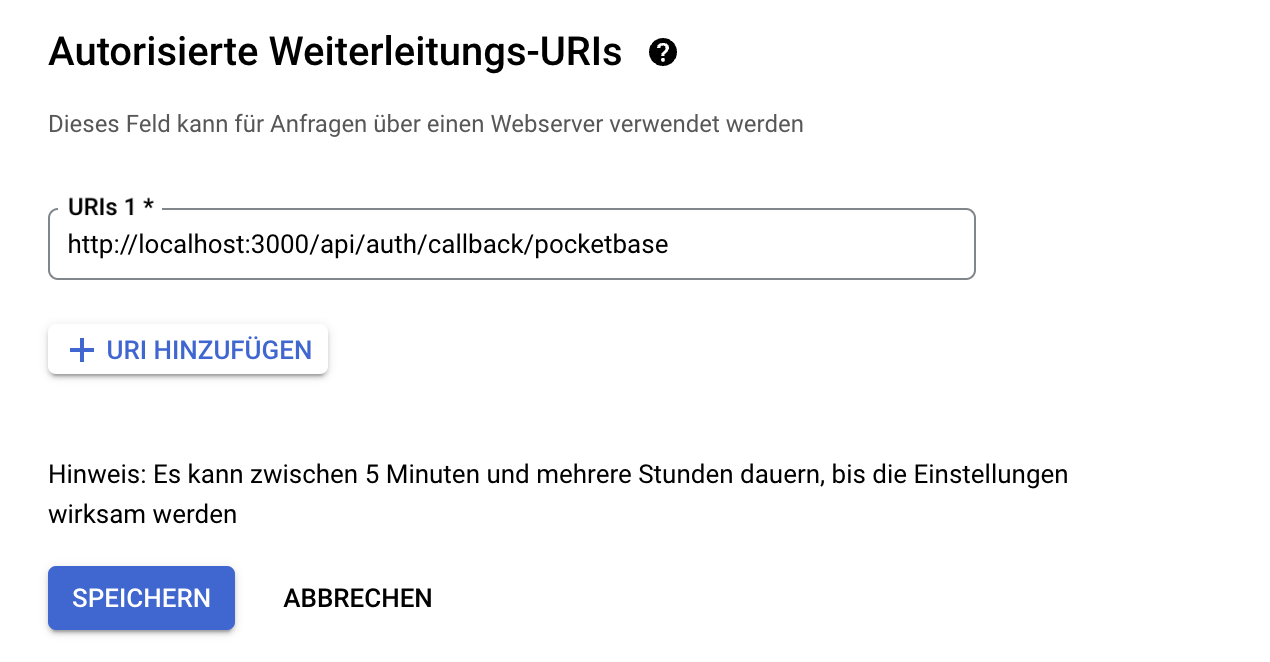 Autorisierte Weiterleitungs-URIs ?
Dieses Feld kann für Anfragen über einen Webserver verwendet werden
URIs 1 *
http://localhost:3000/api/auth/callback/pocketbase
+ URI HINZUFÜGEN
Hinweis: Es kann zwischen 5 Minuten und mehrere Stunden dauern, bis die Einstellungen
wirksam werden
SPEICHERN ABBRECHEN